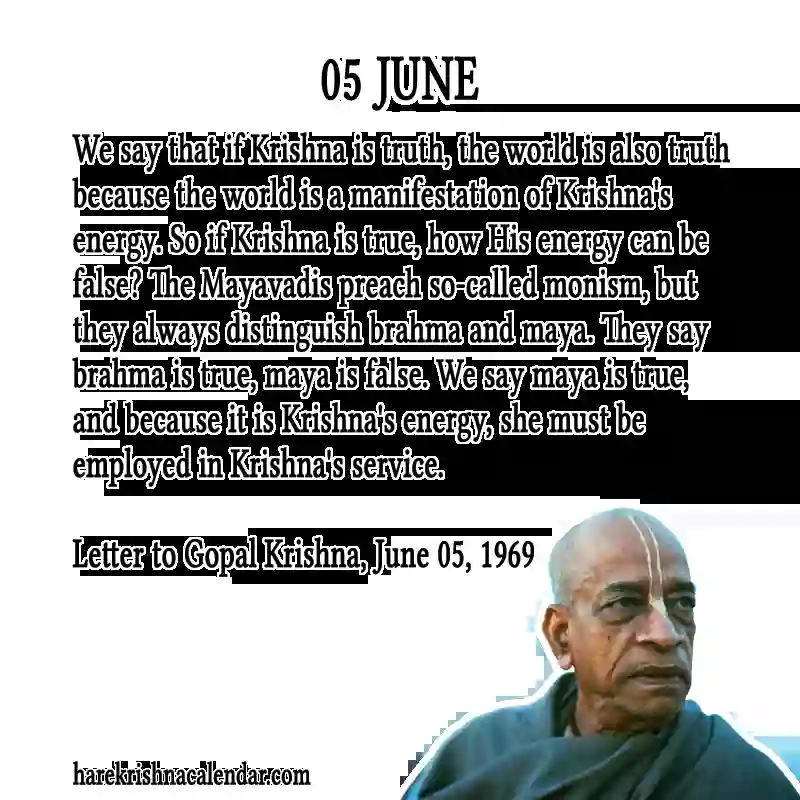 05 JUNE
We say that if Krishna is truth, the world is also truth
because the world is a manifestation of Krishna's
energy. So if Krishna is true, how His energy can be
false? The Mayavadis preach so-called monism, but
they always distinguish brahma and maya. They say
brahma is true, maya is false. We say maya is true,
and because it is Krishna's energy, she must be
employed in Krishna's service.
Letter to Gopal Krishna, June 05, 1969
harekrishnacalendar.com